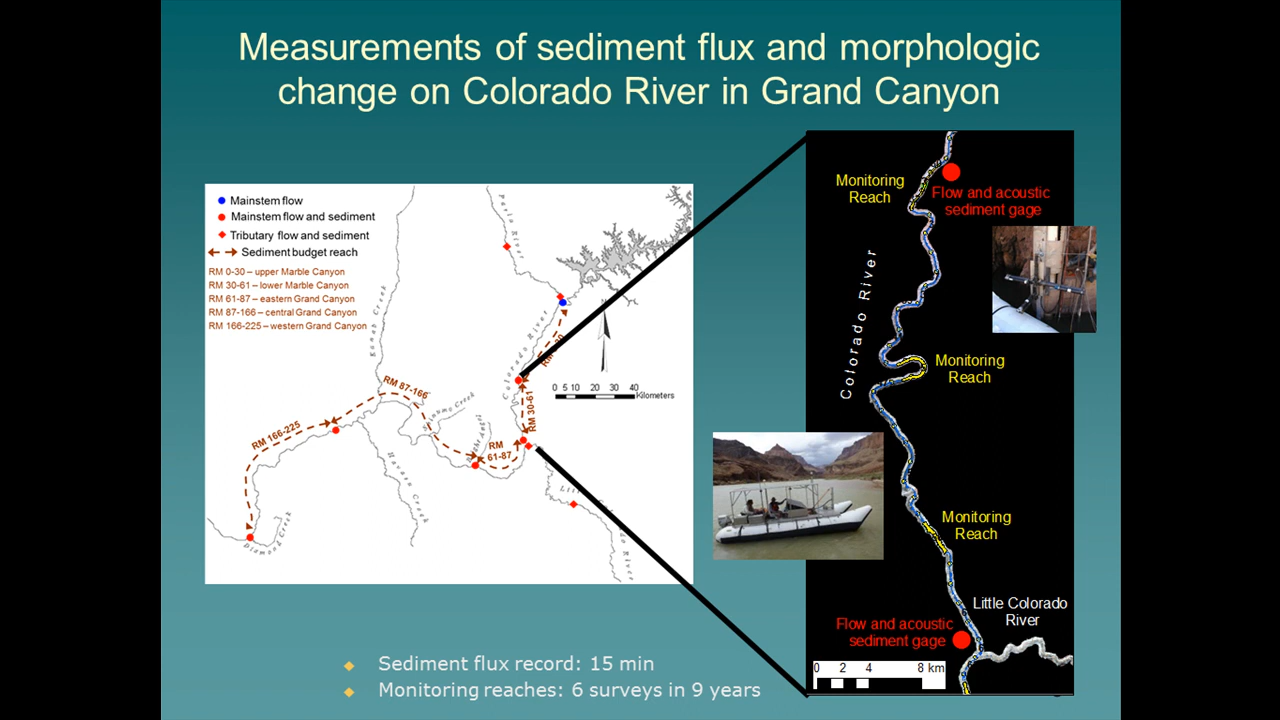 Measurements of sediment flux and morphologic
change on Colorado River in Grand Canyon
Mainstem flow
Mainstem flow and sediment
Tributary flow and sediment
Sediment budget reach
RM 0-30 – upper Marble Canyon
RM 30-61 – lower Marble Canyon
RM 61-87 – eastern Grand Canyon
RM 87-166 – central Grand Canyon
RM 166-225 – western Grand Canyon
Paria River
Kanab Creek
Colorado River
N
0 5 10 20 30 40
Kilometers
RM 87-166
RM 30-61
RM 166-225
RM
61-87
Havasu Creek
Diamond Creek
River
Monitoring
Reach
Flow and acoustic
sediment gage
Colorado River
Monitoring
Reach
Monitoring
Reach
Little Colorado
River
Flow and acoustic
sediment gage
0 2 4 8 km
Sediment flux record: 15 min
Monitoring reaches: 6 surveys in 9 years